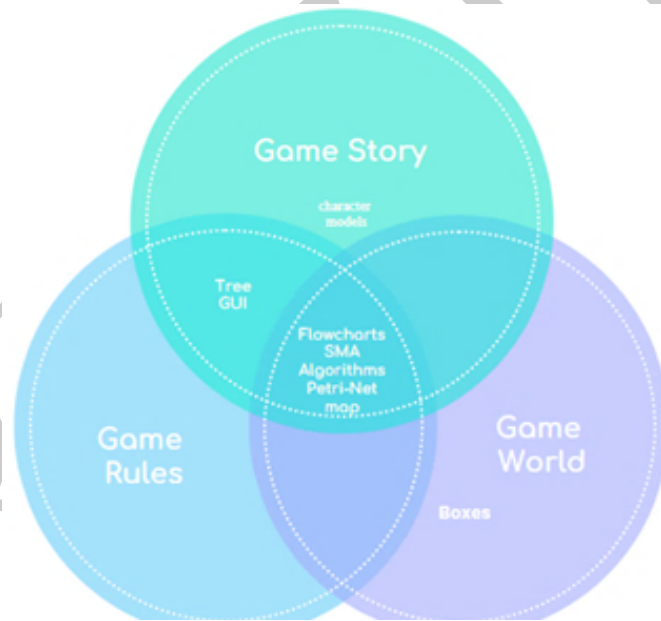 Game Story
character
models
Tree
GUI
Flowcharts
SMA
Algorithms
Petri-Net
map
Game
Rules
Game
World
Boxes